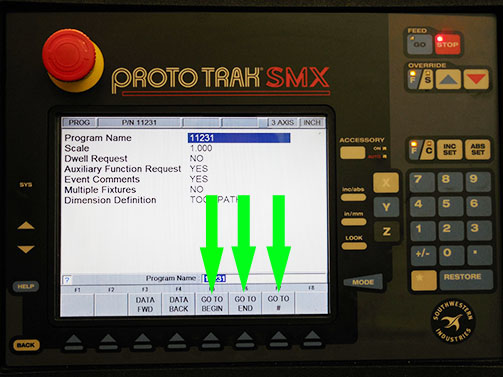 PROTOTRAK SMX
FEED
GO STOP
OVERRIDE
F S
F C INC SET ABS SET
ACCESSORY
ON
AUTO
PROG P/N 11231 3 AXIS INCH
Program Name 11231
Scale 1.000
Dwell Request NO
Auxiliary Function Request YES
Event Comments YES
Multiple Fixtures NO
Dimension Definition TOOL PATH
? Program Name 11231
F1 F2 F3 F4 F6 F7 F8
DATA FWD DATA BACK GO TO BEGIN GO TO END GO TO #
SYS
HELP
BACK
inc/abs
in/mm
LOOK
MODE
X
Y
Z
7 8 9
4 5 6
1 2 3
+/- 0 .
* RESTORE
SOUTHWESTERN
INDUSTRIES